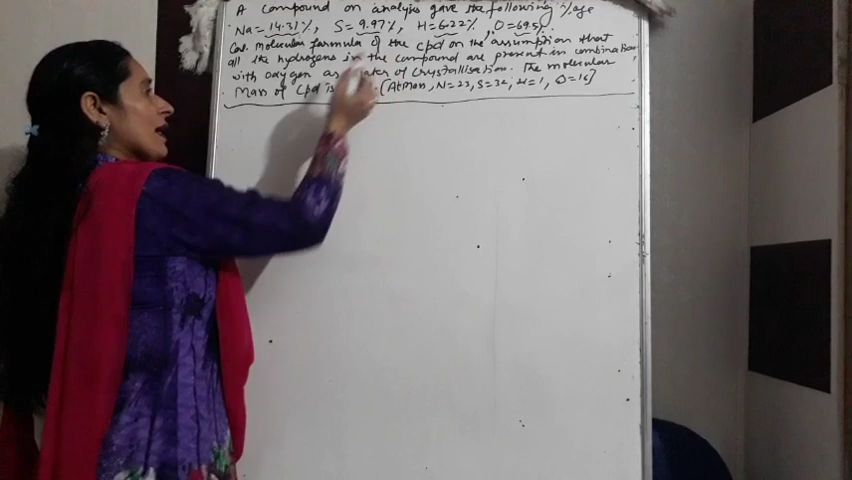 A Compound on analysis gave the following %age
Na = 14.31%, S = 9.97%, H = 6.22%, O = 69.5%.
Cal. Molecular formula of the cpd on the assumption that
all the hydrogens in the compound are present in combination
with oxygen as water of crystallisation. The molecular
Mass of cpd is [At Mass, N=23, S=32, H=1, O=16]